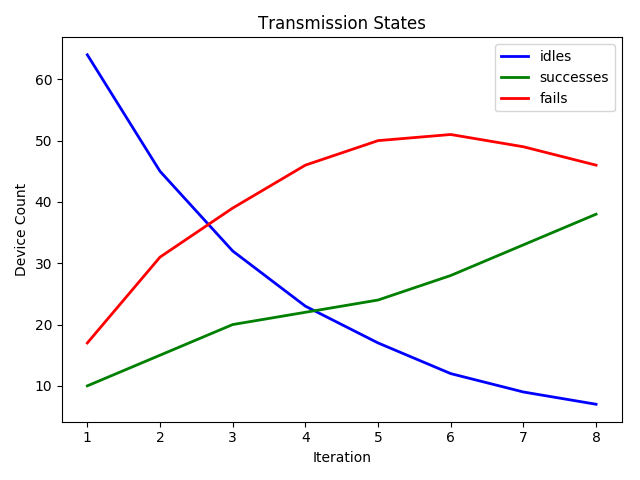 Transmission States
idles
successes
fails
Device Count
60
50
40
30
20
10
1 2 3 4 5 6 7 8
Iteration